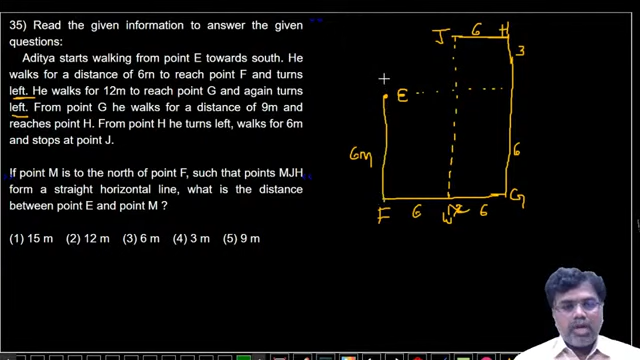 35) Read the given information to answer the given
questions:
Aditya starts walking from point E towards south. He
walks for a distance of 6m to reach point F and turns
left. He walks for 12m to reach point G and again turns
left. From point G he walks for a distance of 9m and
reaches point H. From point H he turns left, walks for 6m
and stops at point J.
If point M is to the north of point F, such that points MJH
form a straight horizontal line, what is the distance
between point E and point M ?
(1) 15 m (2) 12 m (3) 6 m (4) 3 m (5) 9 m
J 6 H
3
E
6m
6
F 6 12 6 G